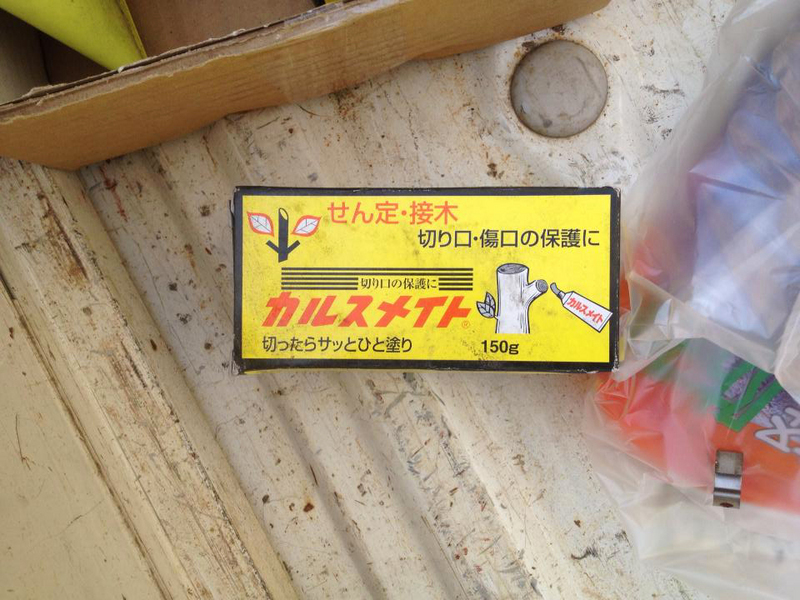 せん定・接木
切り口・傷口の保護に
切り口の保護に
カルスメイト®
カルスメイト
切ったらサッとひと塗り 150g